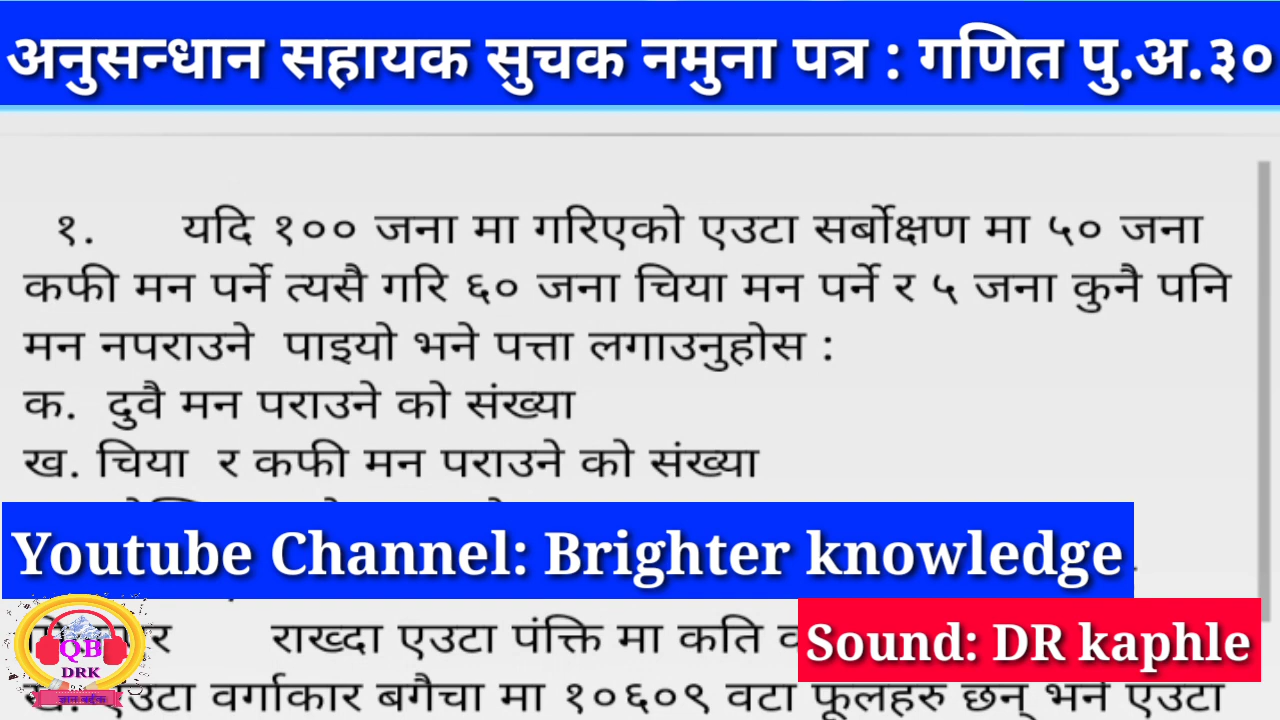 अनुसन्धान सहायक सुचक नमुना पत्र : गणित पु.अ.३०
१. यदि १०० जना मा गरिएको एउटा सर्बोक्षण मा ५० जना
कफी मन पर्ने त्यसै गरि ६० जना चिया मन पर्ने र ५ जना कुनै पनि
मन नपराउने पाइयो भने पत्ता लगाउनुहोस :
क. दुवै मन पराउने को संख्या
ख. चिया र कफी मन पराउने को संख्या
Youtube Channel: Brighter knowledge
र राख्दा एउटा पंक्ति मा कति
Sound: DR kaphle
QB
DRK
ख. एउटा वर्गाकार बगैचा मा १०६०९ वटा फूलहरु छन् भने एउटा